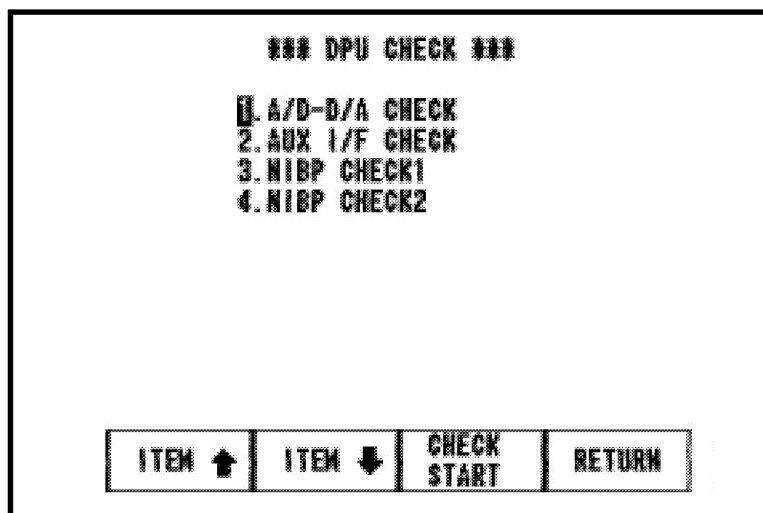 *** DPU CHECK ***
1. A/D-D/A CHECK
2. AUX I/F CHECK
3. NIBP CHECK1
4. NIBP CHECK2
ITEM ↑
ITEM ↓
CHECK START
RETURN